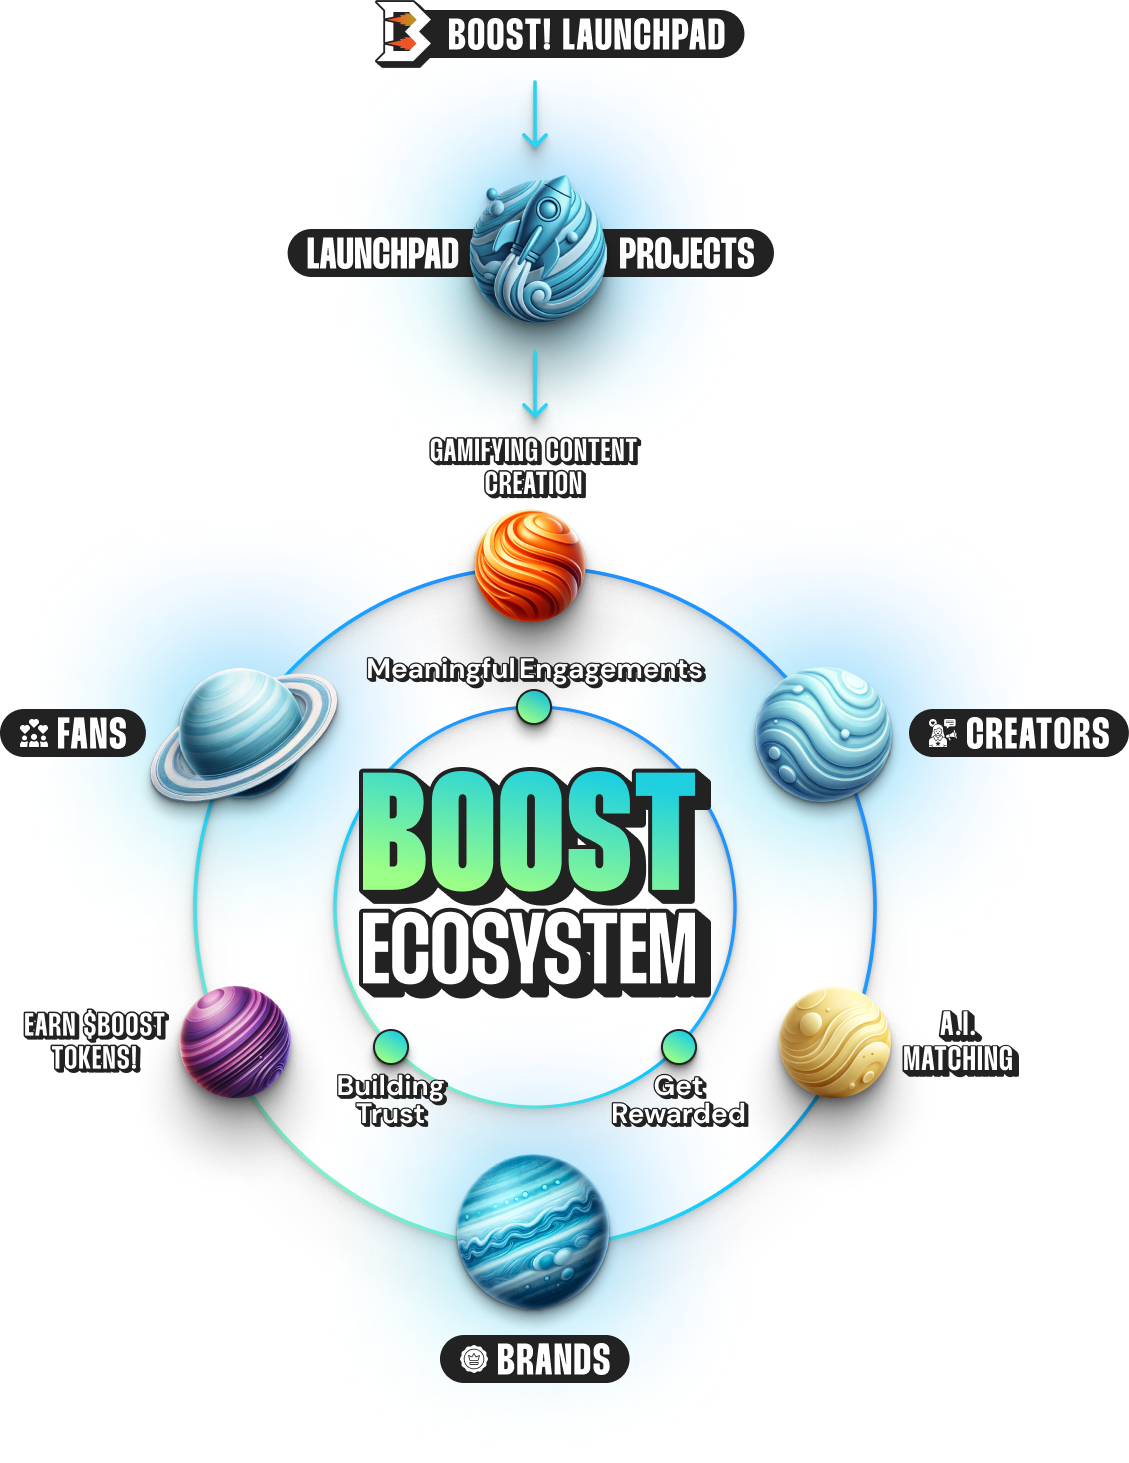 BOOST! LAUNCHPAD
LAUNCHPAD PROJECTS
GAMIFYING CONTENT
CREATION
Meaningful Engagements
FANS
CREATORS
BOOST
ECOSYSTEM
EARN $BOOST
TOKENS!
A.I.
MATCHING
Building
Trust
Get
Rewarded
BRANDS